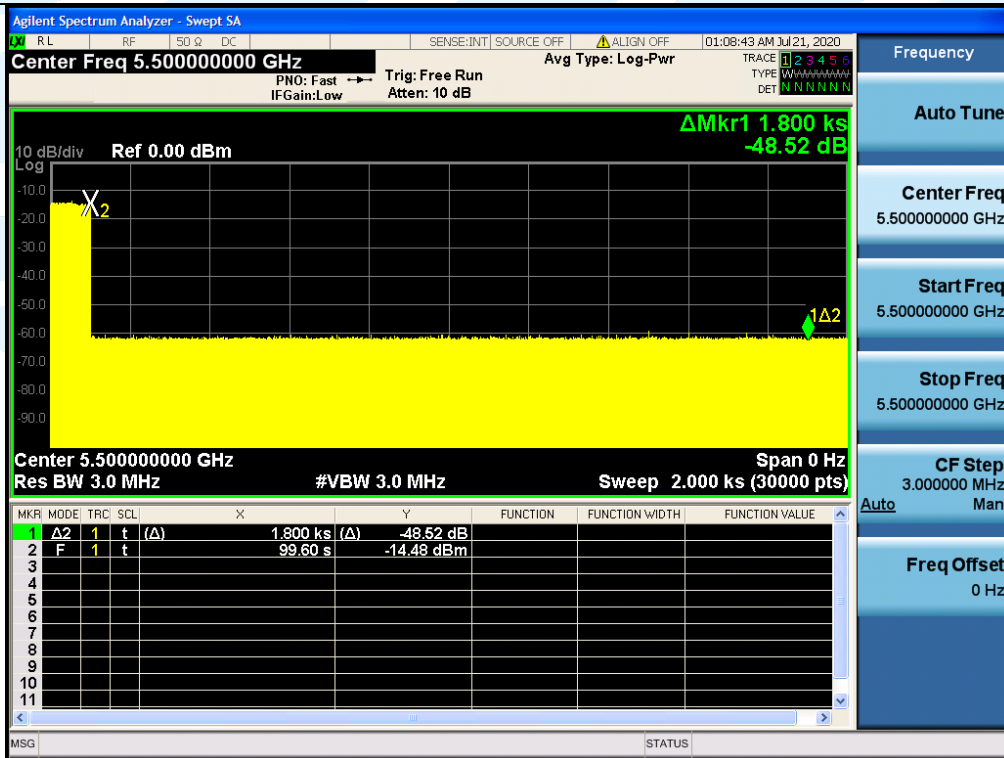 Agilent Spectrum Analyzer - Swept SA
LXI RL RF 50 Ω DC SENSE:INT SOURCE OFF ALIGN OFF 01:08:43 AM Jul 21, 2020
Center Freq 5.500000000 GHz
PNO: Fast
IFGain:Low
Trig: Free Run
Atten: 10 dB
Avg Type: Log-Pwr
TRACE 1 2 3 4 5 6
TYPE WWWWWW
DET N N N N N N
ΔMkr1 1.800 ks
-48.52 dB
10 dB/div Ref 0.00 dBm
Log
-10.0
-20.0
-30.0
-40.0
-50.0
-60.0
-70.0
-80.0
-90.0
X2
1Δ2
Center 5.500000000 GHz Span 0 Hz
Res BW 3.0 MHz #VBW 3.0 MHz Sweep 2.000 ks (30000 pts)
MKR MODE TRC SCL X Y FUNCTION FUNCTION WIDTH FUNCTION VALUE
1 Δ2 1 t (Δ) 1.800 ks (Δ) -48.52 dB
2 F 1 t 99.60 s -14.48 dBm
3
4
5
6
7
8
9
10
11
MSG STATUS
Frequency
Auto Tune
Center Freq
5.500000000 GHz
Start Freq
5.500000000 GHz
Stop Freq
5.500000000 GHz
CF Step
3.000000 MHz
Auto Man
Freq Offset
0 Hz